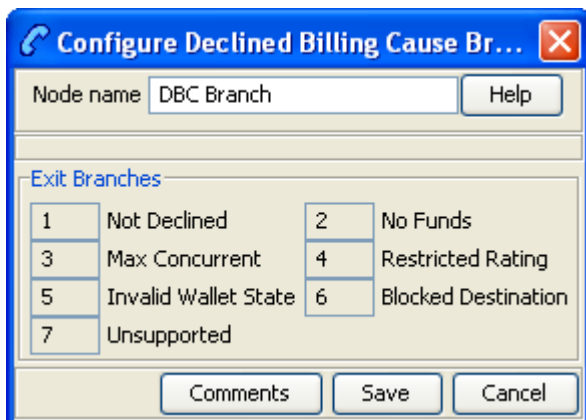 Configure Declined Billing Cause Br...
Node name DBC Branch Help
Exit Branches
1 Not Declined 2 No Funds
3 Max Concurrent 4 Restricted Rating
5 Invalid Wallet State 6 Blocked Destination
7 Unsupported
Comments Save Cancel